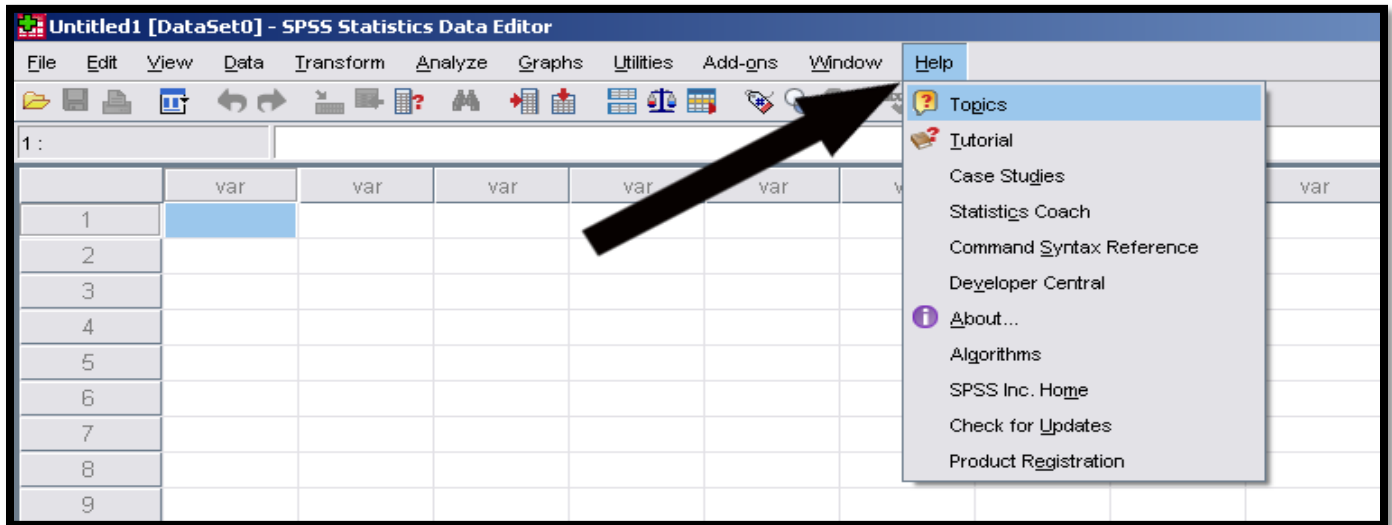 Untitled1 [DataSet0] - SPSS Statistics Data Editor
File Edit View Data Transform Analyze Graphs Utilities Add-ons Window Help
1 :
var var var var var var
Topics
Tutorial
Case Studies
Statistics Coach
Command Syntax Reference
Developer Central
About...
Algorithms
SPSS Inc. Home
Check for Updates
Product Registration
1
2
3
4
5
6
7
8
9